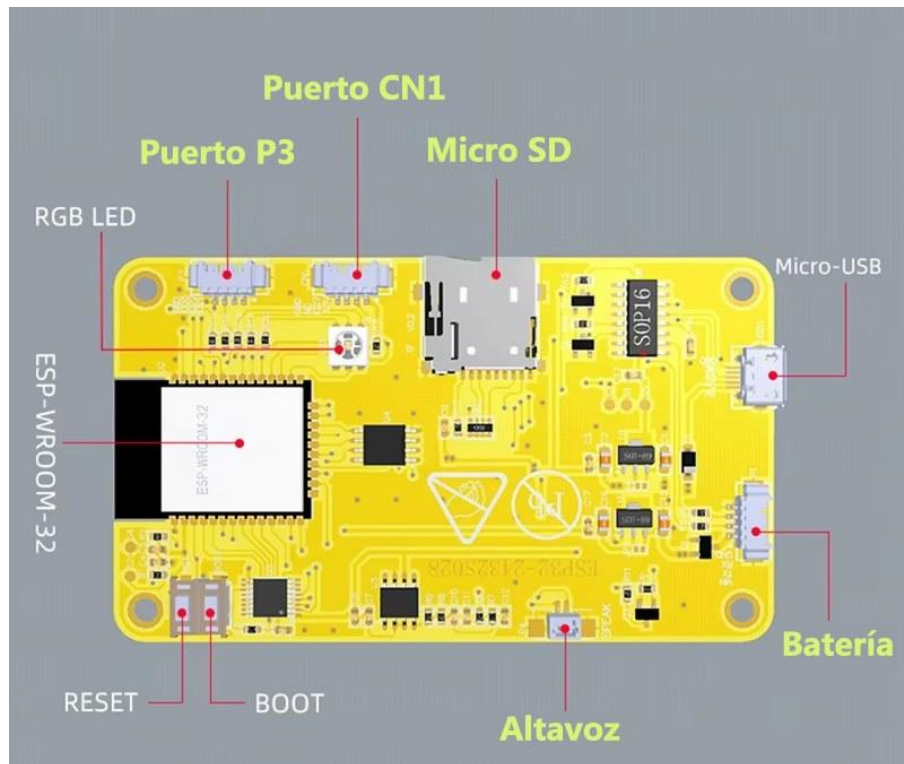 Puerto CN1
Puerto P3
Micro SD
RGB LED
Micro-USB
SOP16
ESP-WROOM-32
ESP-WROOM-32
ESP32-2432S028
SPEAK
Batería
RESET
BOOT
Altavoz